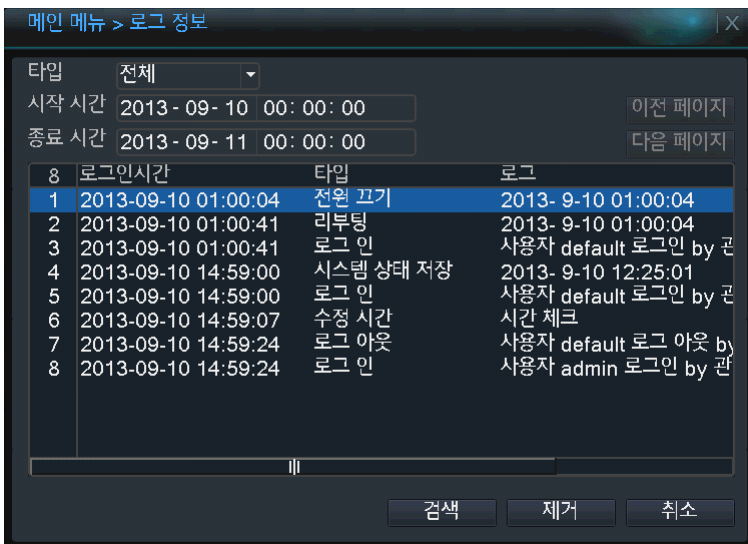 메인 메뉴 > 로그 정보 X
타입 전체
시작 시간 2013 - 09 - 10 00: 00: 00 이전 페이지
종료 시간 2013 - 09 - 11 00: 00: 00 다음 페이지
8 로그인시간 타입 로그
1 2013-09-10 01:00:04 전원 끄기 2013- 9-10 01:00:04
2 2013-09-10 01:00:41 리부팅 2013- 9-10 01:00:04
3 2013-09-10 01:00:41 로그 인 사용자 default 로그인 by 관
4 2013-09-10 14:59:00 시스템 상태 저장 2013- 9-10 12:25:01
5 2013-09-10 14:59:00 로그 인 사용자 default 로그인 by 관
6 2013-09-10 14:59:07 수정 시간 시간 체크
7 2013-09-10 14:59:24 로그 아웃 사용자 default 로그 아웃 by
8 2013-09-10 14:59:24 로그 인 사용자 admin 로그인 by 관
검색 제거 취소